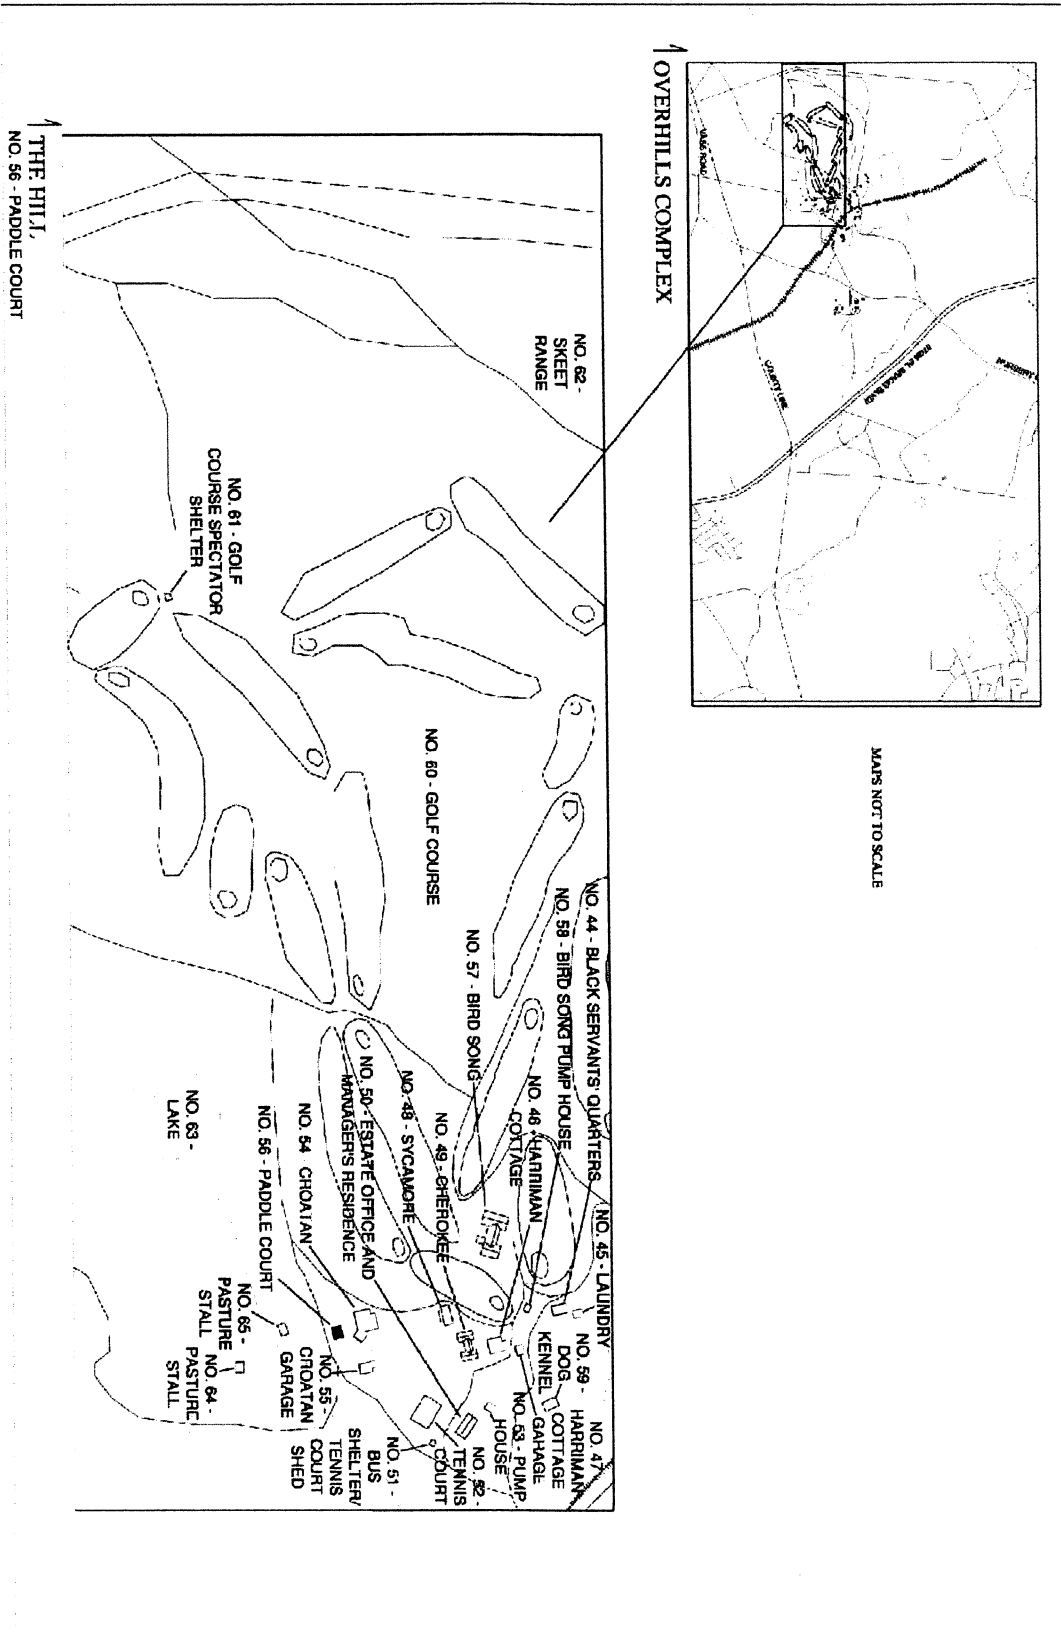 1
OVERHILLS COMPLEX
VASS ROAD
COUNTY LINE
MAPS NOT TO SCALE
NO. 62 -
SKEET
RANGE
NO. 61 - GOLF
COURSE SPECTATOR
SHELTER
NO. 60 - GOLF COURSE
NO. 44 - BLACK SERVANTS' QUARTERS
NO. 58 - BIRD SONG PUMP HOUSE
NO. 46 - HARRIMAN
COTTAGE
NO. 57 - BIRD SONG
NO. 49 - CHEROKEE
NO. 48 - SYCAMORE
NO. 50 - ESTATE OFFICE AND
MANAGER'S RESIDENCE
NO. 54 CROATAN
NO. 56 - PADDLE COURT
NO. 63 -
LAKE
NO. 45 - LAUNDRY
NO. 47
HARRIMAN
COTTAGE
GARAGE
NO. 59 -
DOG
KENNEL
NO. 53 - PUMP
HOUSE
NO. 52 -
TENNIS
COURT
NO. 51 -
BUS
SHELTER/
TENNIS
COURT
SHED
NO. 55 -
CROATAN
GARAGE
NO. 65 -
PASTURE
STALL
NO. 64 -
PASTURE
STALL
1
THE HILL
NO. 56 - PADDLE COURT